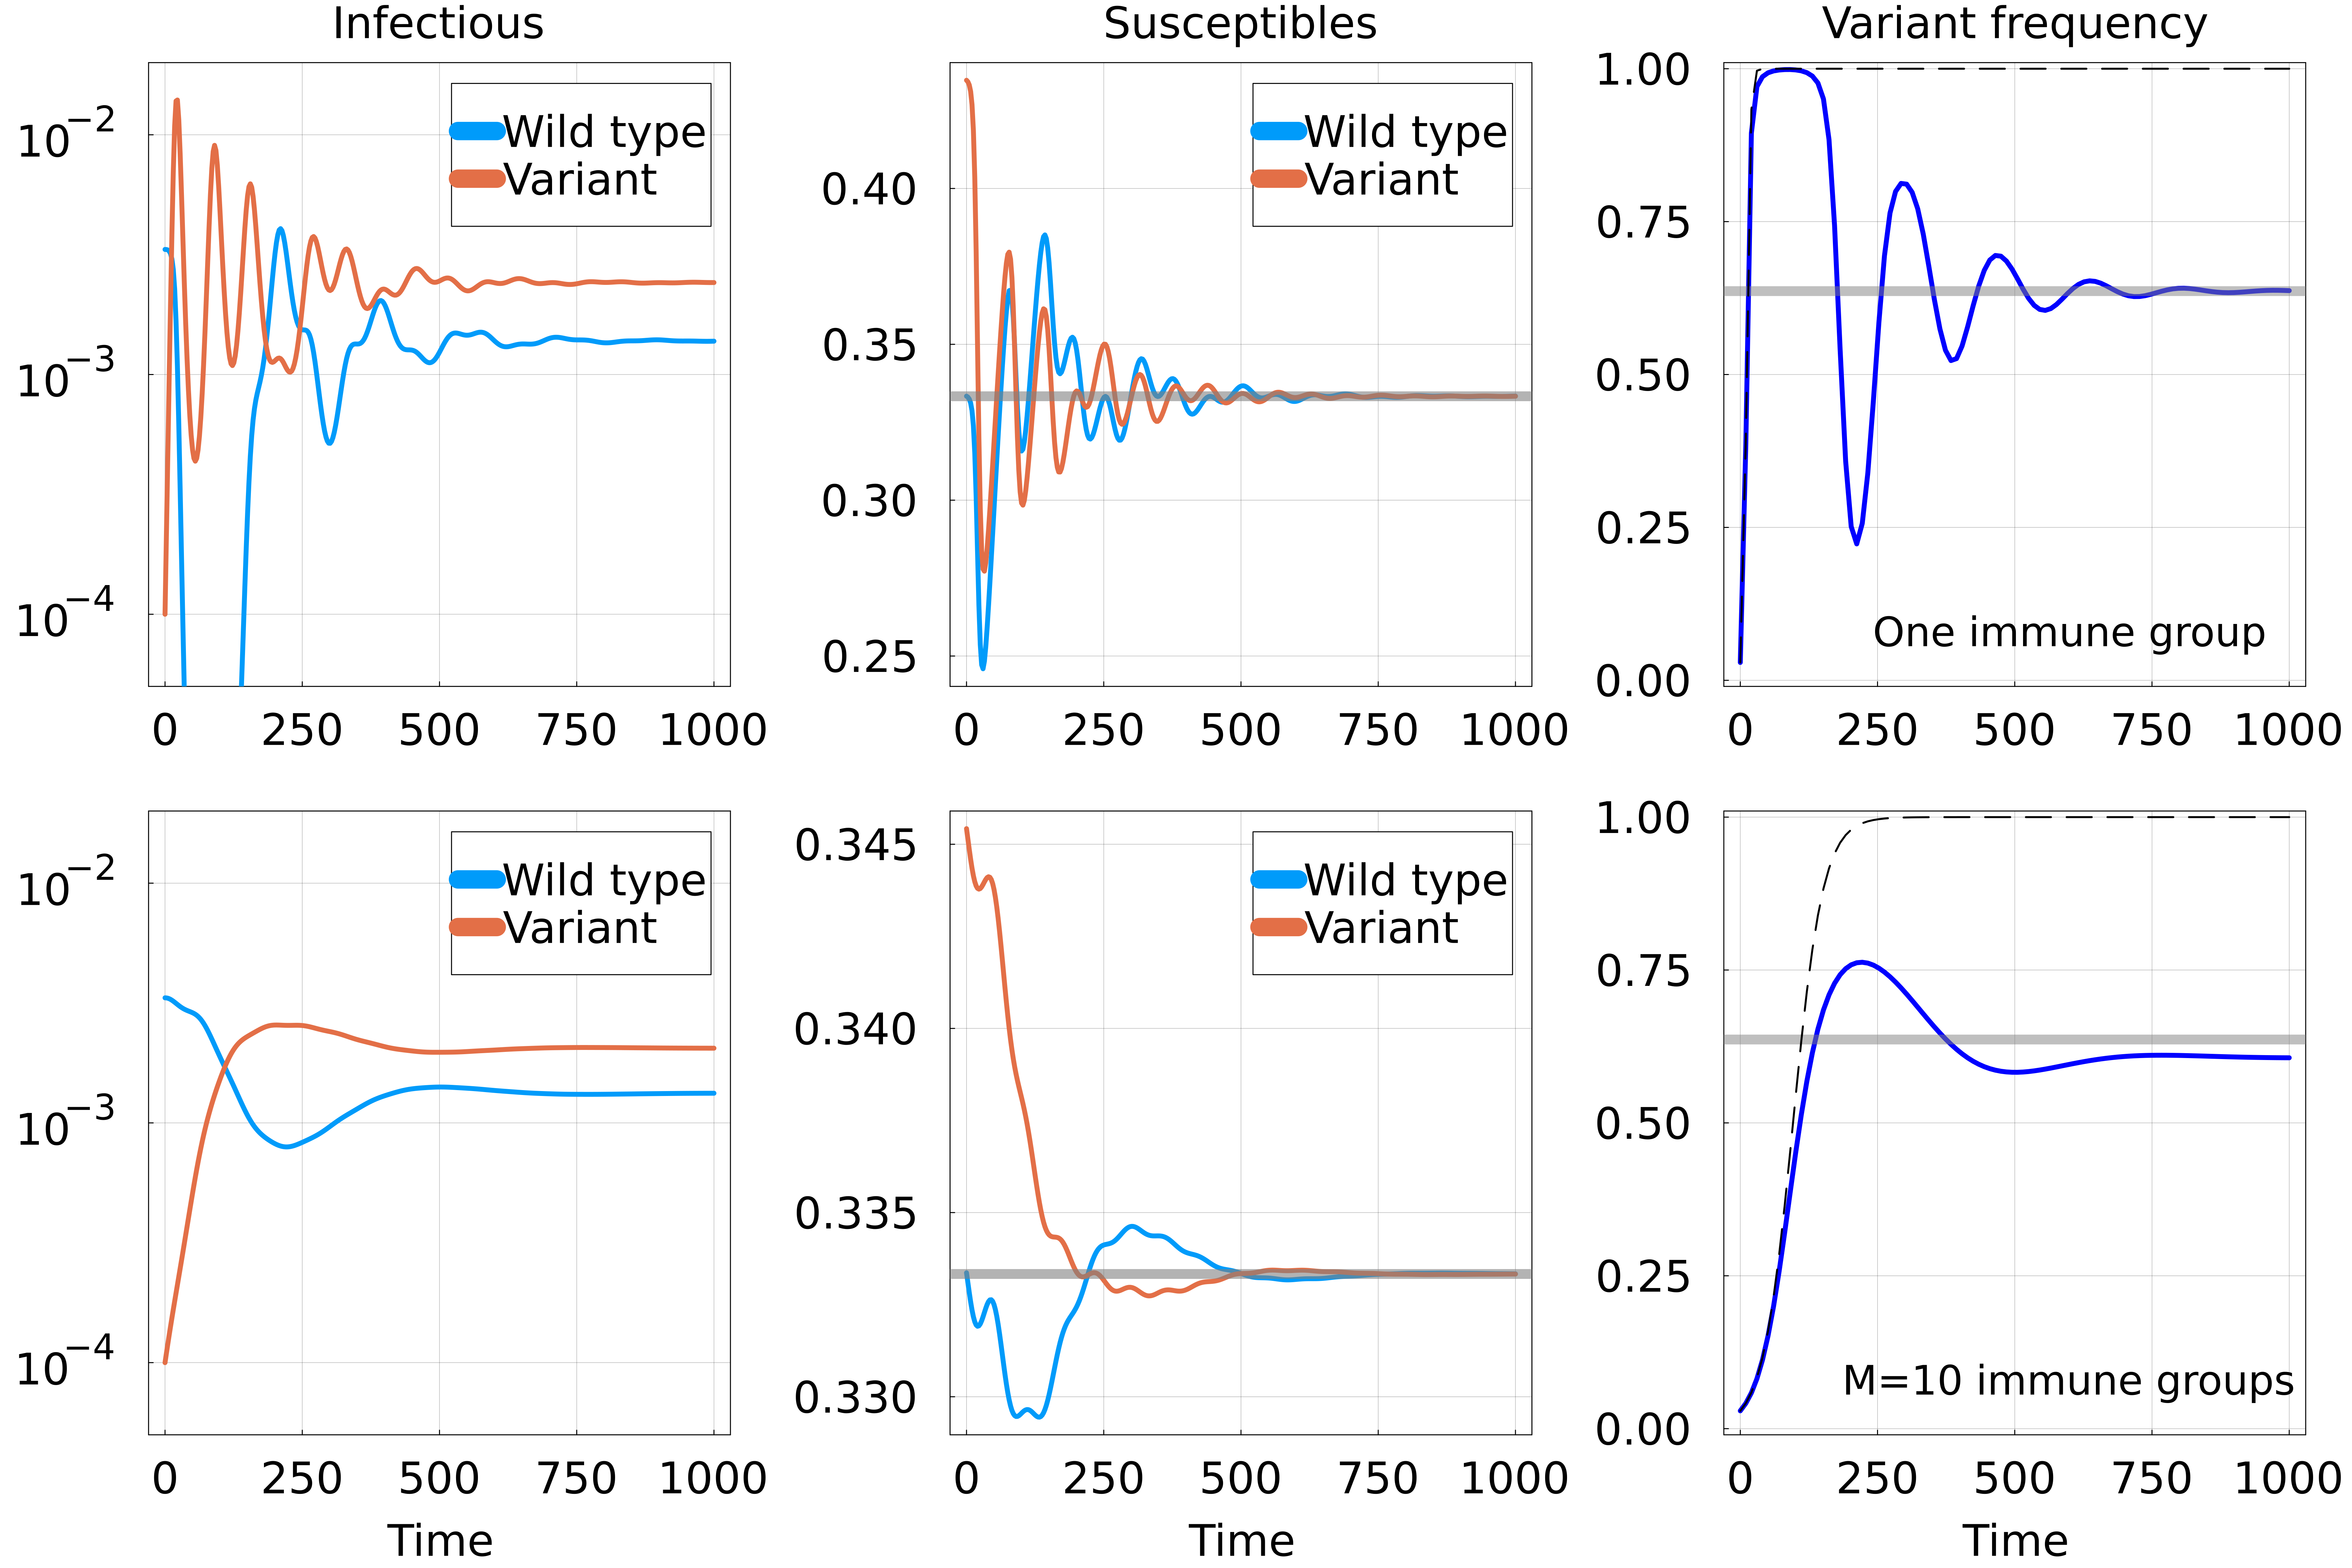 Infectious
Susceptibles
Variant frequency
10−2
10−3
10−4
Wild type
Variant
0 250 500 750 1000
0.40
0.35
0.30
0.25
Wild type
Variant
0 250 500 750 1000
1.00
0.75
0.50
0.25
0.00
One immune group
0 250 500 750 1000
10−2
10−3
10−4
Wild type
Variant
0 250 500 750 1000
Time
0.345
0.340
0.335
0.330
Wild type
Variant
0 250 500 750 1000
Time
1.00
0.75
0.50
0.25
0.00
M=10 immune groups
0 250 500 750 1000
Time